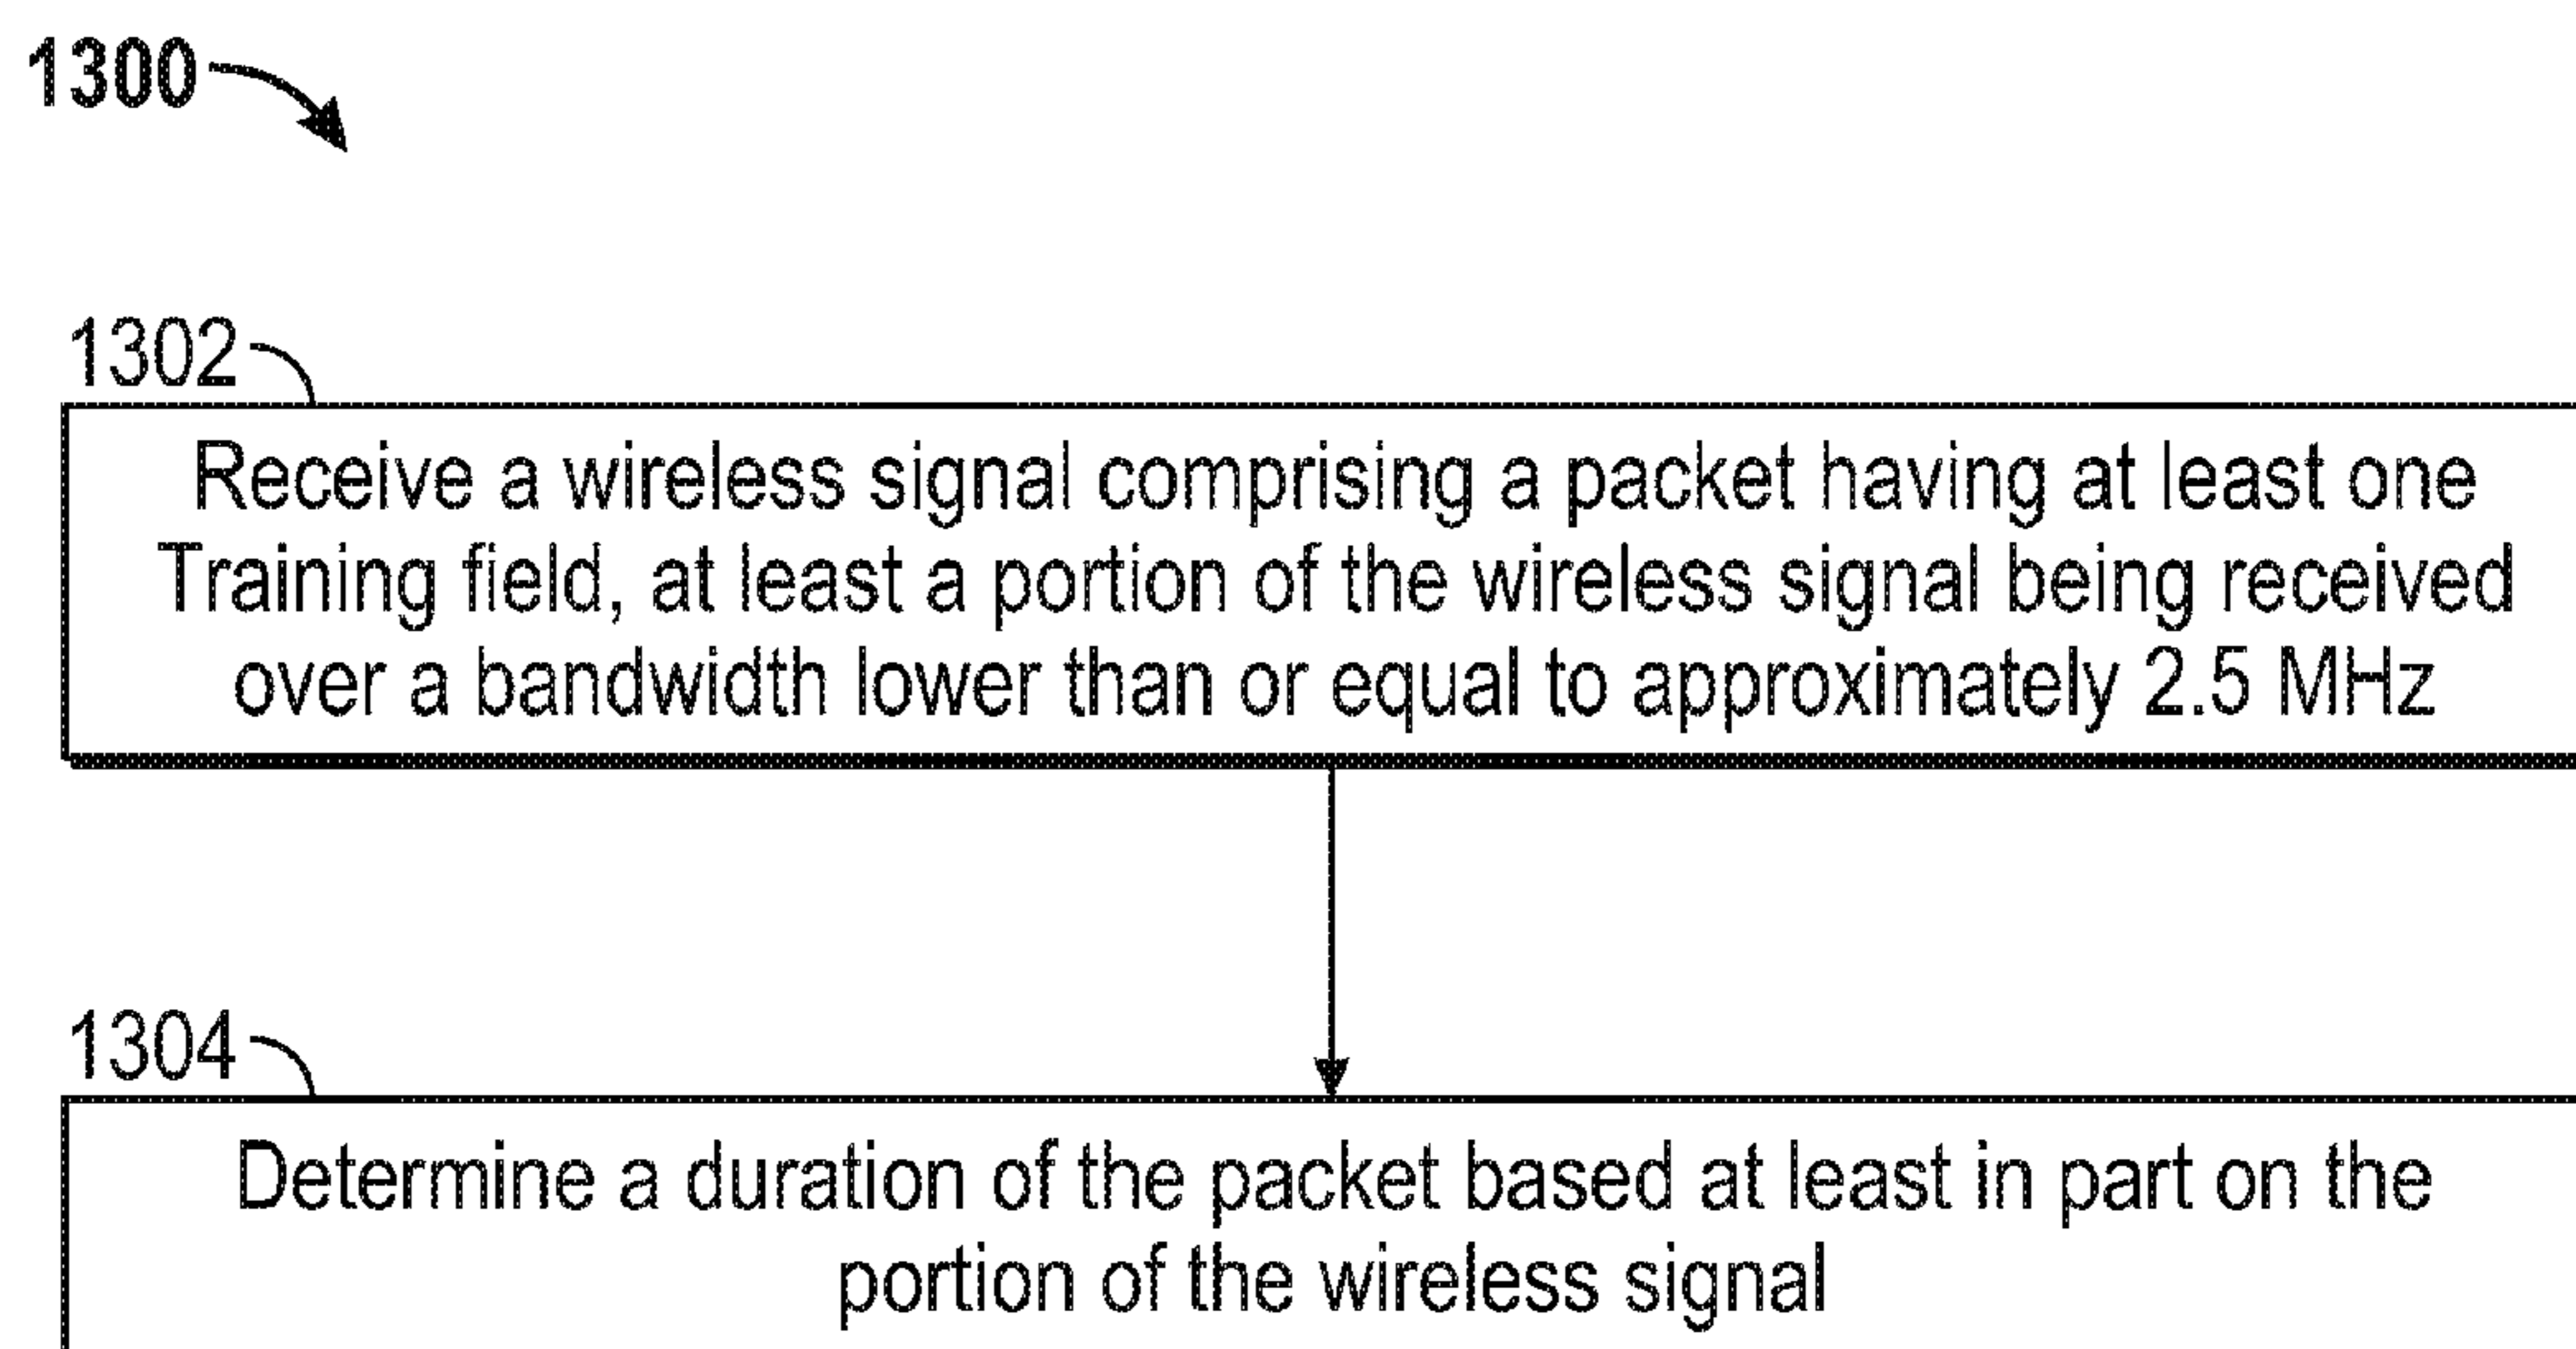 1300
1302
Receive a wireless signal comprising a packet having at least one
Training field, at least a portion of the wireless signal being received
over a bandwidth lower than or equal to approximately 2.5 MHz
1304
Determine a duration of the packet based at least in part on the
portion of the wireless signal